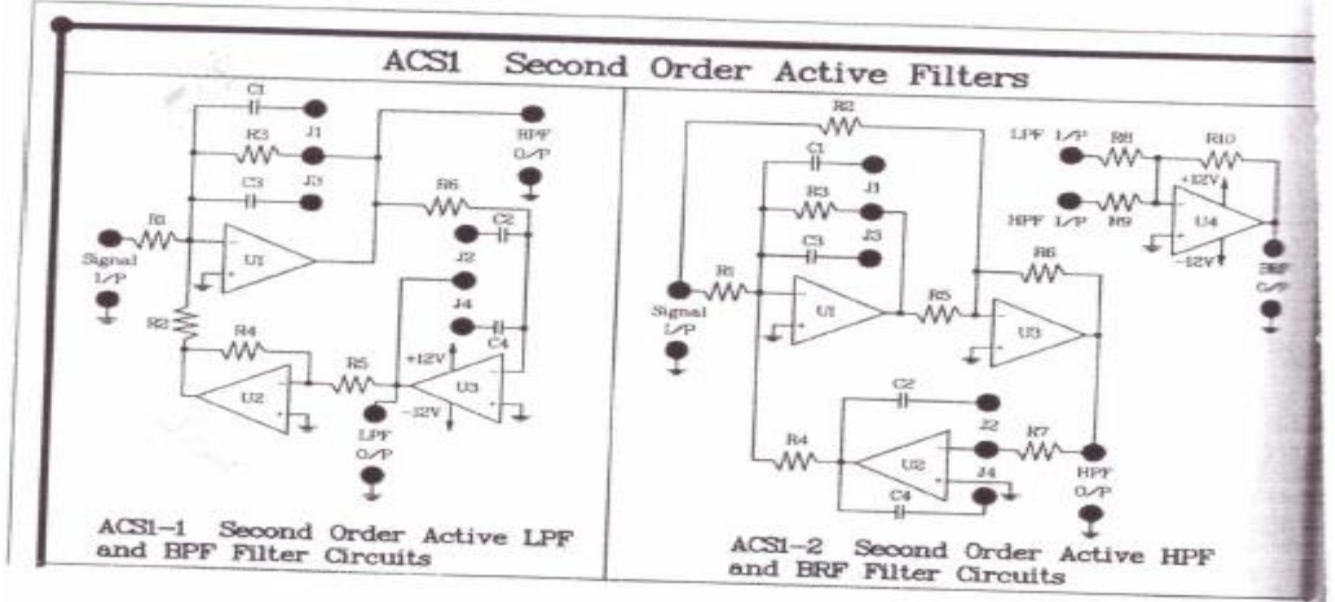 ACS1 Second Order Active Filters
C1
J1
R3
J3
C3
R1
Signal
I/P
U1
R2
R4
U2
R5
BPF
O/P
R6
C2
J2
J4
C4
+12V
U3
-12V
LPF
O/P
ACS1-1 Second Order Active LPF
and BPF Filter Circuits
R2
C1
J1
R3
J3
C3
R1
Signal
I/P
U1
R5
R6
U3
C2
J2
R4
U2
R7
J4
C4
HPF
O/P
LPF I/P
R8
R10
+12V
HPF I/P
R9
U4
-12V
BRF
O/P
ACS1-2 Second Order Active HPF
and BRF Filter Circuits